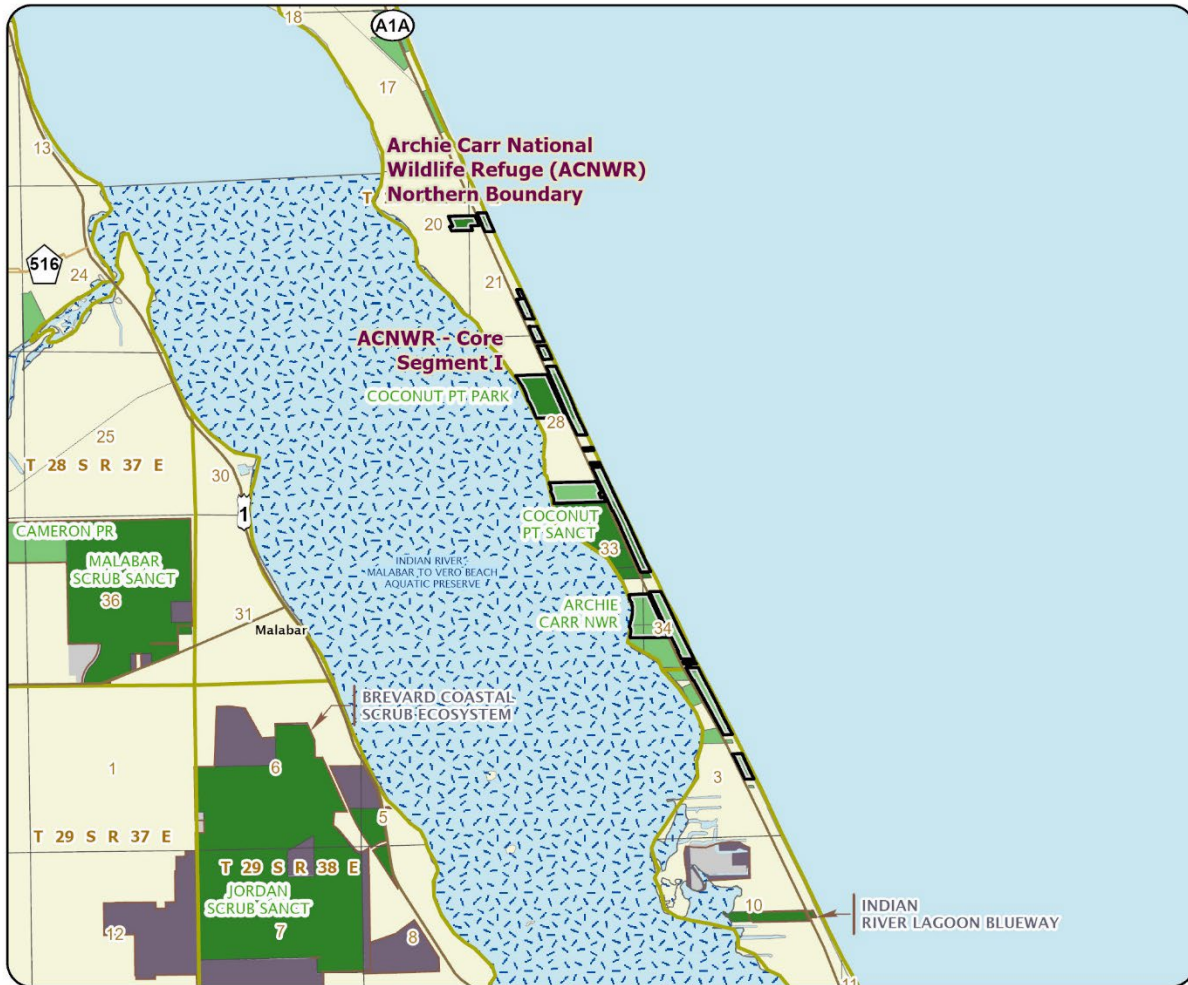 18
A1A
17
13
Archie Carr National
Wildlife Refuge (ACNWR)
Northern Boundary
T
20
516
24
21
ACNWR - Core
Segment I
COCONUT PT PARK
28
25
T 28 S R 37 E
30
1
CAMERON PR
MALABAR
SCRUB SANCT
36
COCONUT
PT SANCT
33
INDIAN RIVER
MALABAR TO VERO BEACH
AQUATIC PRESERVE
31
Malabar
ARCHIE
CARR NWR
34
BREVARD COASTAL
SCRUB ECOSYSTEM
1
6
3
5
T 29 S R 37 E
T 29 S R 38 E
JORDAN
SCRUB SANCT
7
12
8
10
INDIAN
RIVER LAGOON BLUEWAY
11